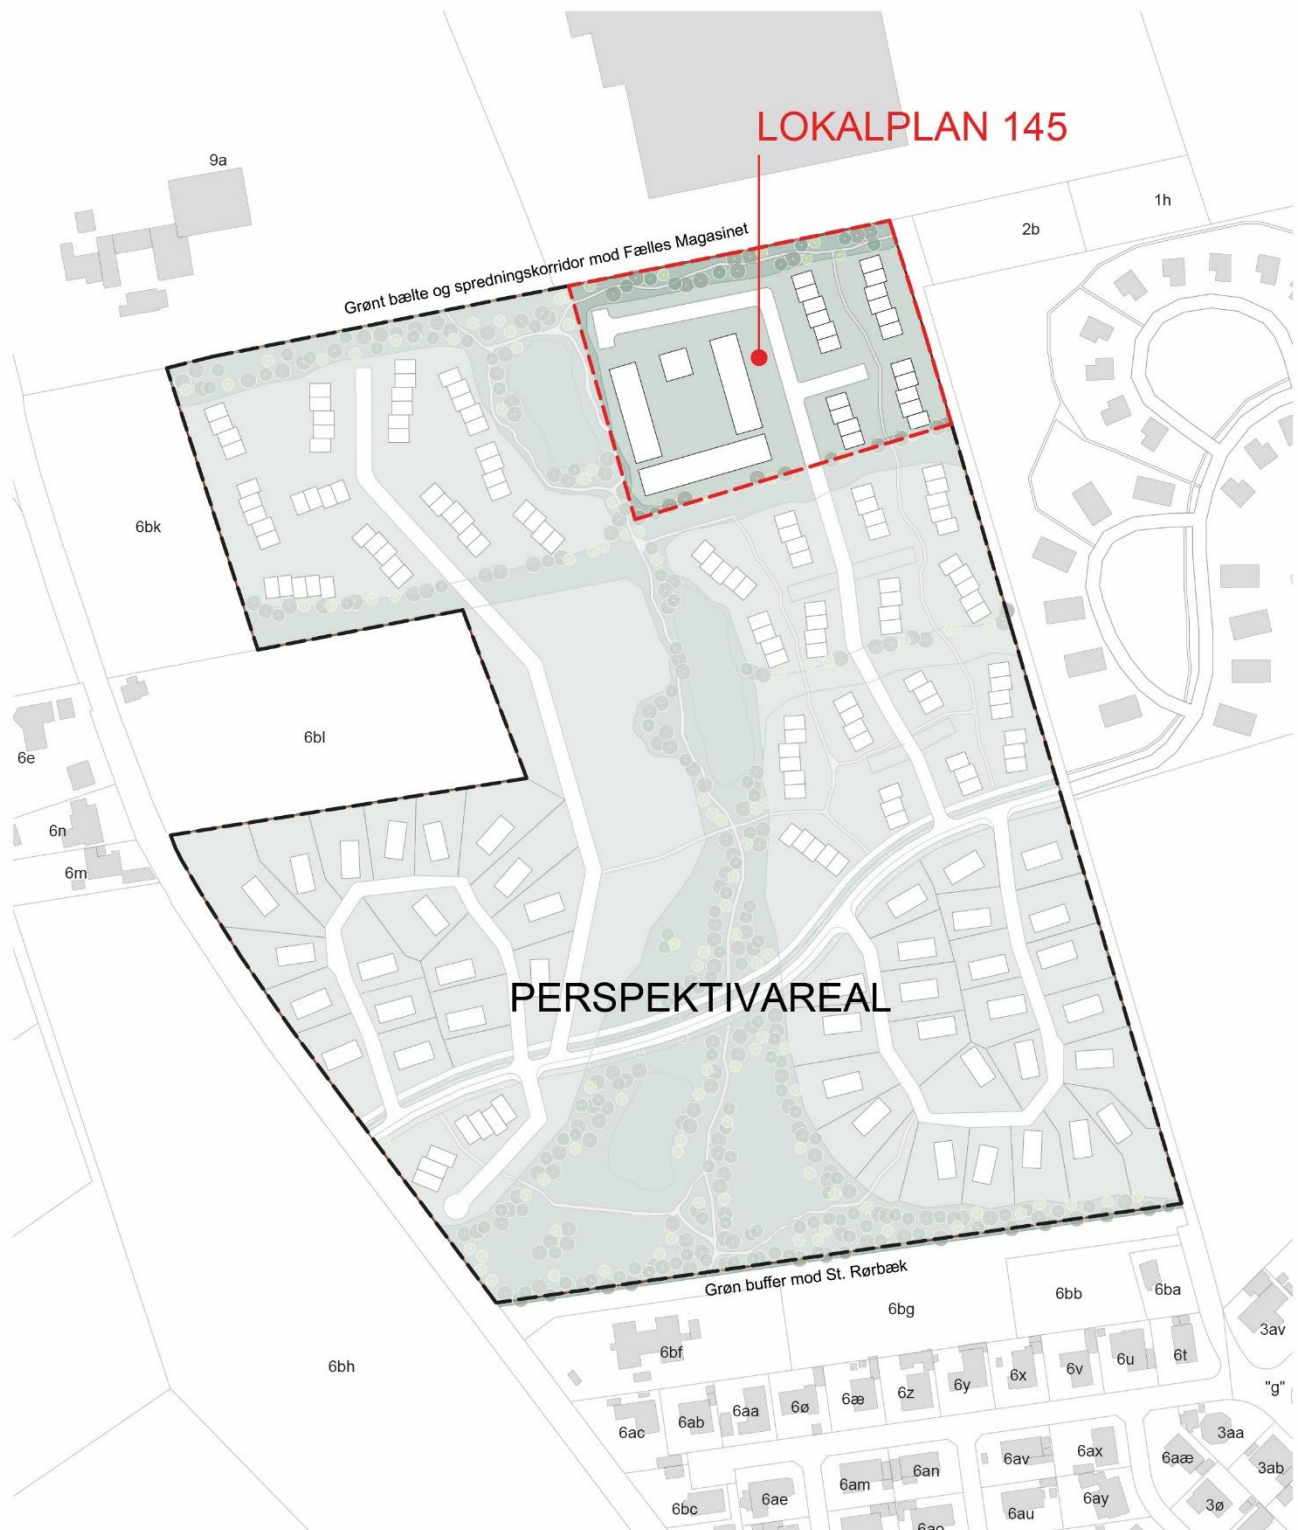 LOKALPLAN 145
9a
1h
2b
Grønt bælte og spredningskorridor mod Fælles Magasinet
6bk
6bl
6e
6n
6m
PERSPEKTIVAREAL
Grøn buffer mod St. Rørbæk
6bg
6bb
6ba
3av
6bf
6bh
6ac
6ab
6aa
6ø
6æ
6z
6y
6x
6v
6u
6t
"g"
3aa
6aæ
3ab
6av
6ax
6am
6an
6ae
6bc
6au
6ay
3ø
6ao